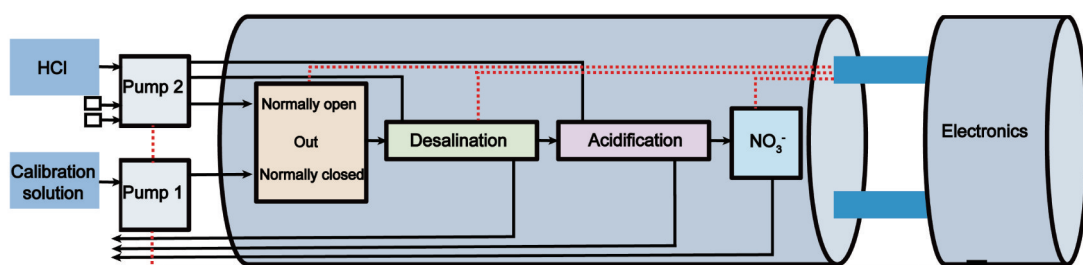 HCl
Pump 2
Calibration
solution
Pump 1
Normally open
Out
Normally closed
Desalination
Acidification
NO₃⁻
Electronics